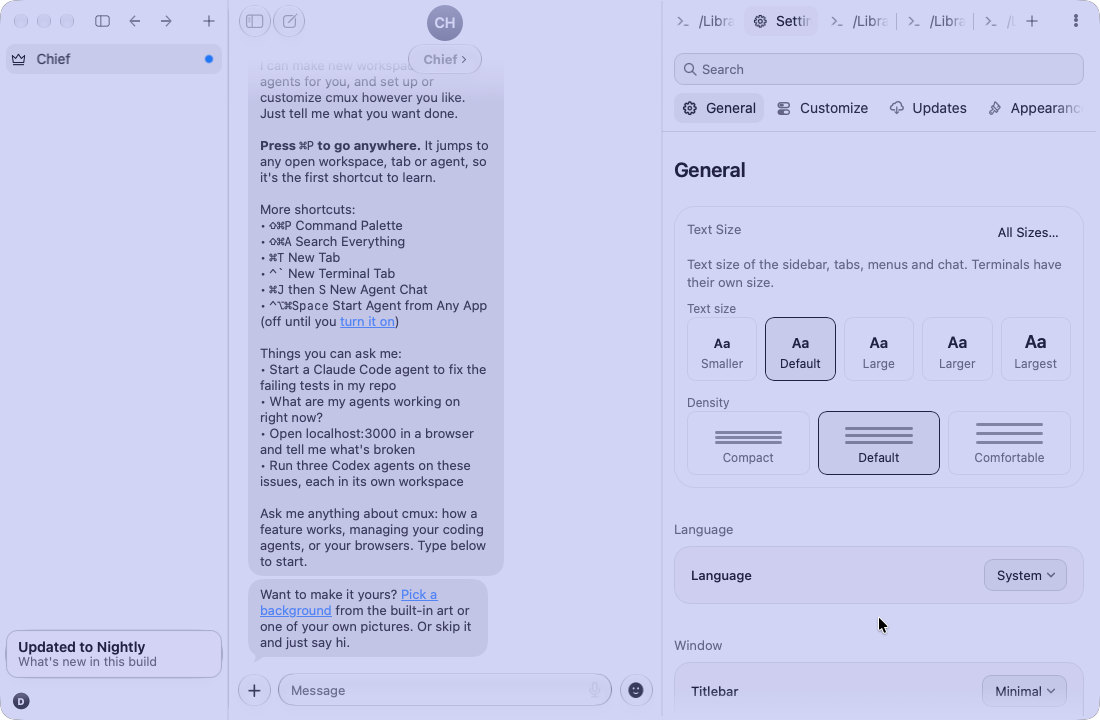 Chief
Updated to Nightly
What's new in this build
D
CH
Chief
I can make new
agents for you, and set up or
customize cmux however you like.
Just tell me what you want done.
Press ⌘P to go anywhere. It jumps to
any open workspace, tab or agent, so
it's the first shortcut to learn.
More shortcuts:
• ⇧⌘P Command Palette
• ⇧⌘A Search Everything
• ⌘T New Tab
• ^` New Terminal Tab
• ⌘J then S New Agent Chat
• ^⌥⌘Space Start Agent from Any App
(off until you turn it on)
Things you can ask me:
• Start a Claude Code agent to fix the
failing tests in my repo
• What are my agents working on
right now?
• Open localhost:3000 in a browser
and tell me what's broken
• Run three Codex agents on these
issues, each in its own workspace
Ask me anything about cmux: how a
feature works, managing your coding
agents, or your browsers. Type below
to start.
Want to make it yours? Pick a
background from the built-in art or
one of your own pictures. Or skip it
and just say hi.
Message
/Libra
Settin
/Libra
/Libra
Search
General
Customize
Updates
Appearanc
General
Text Size
All Sizes...
Text size of the sidebar, tabs, menus and chat. Terminals have
their own size.
Text size
Aa Aa Aa Aa Aa
Smaller Default Large Larger Largest
Density
Compact Default Comfortable
Language
Language System
Window
Titlebar Minimal